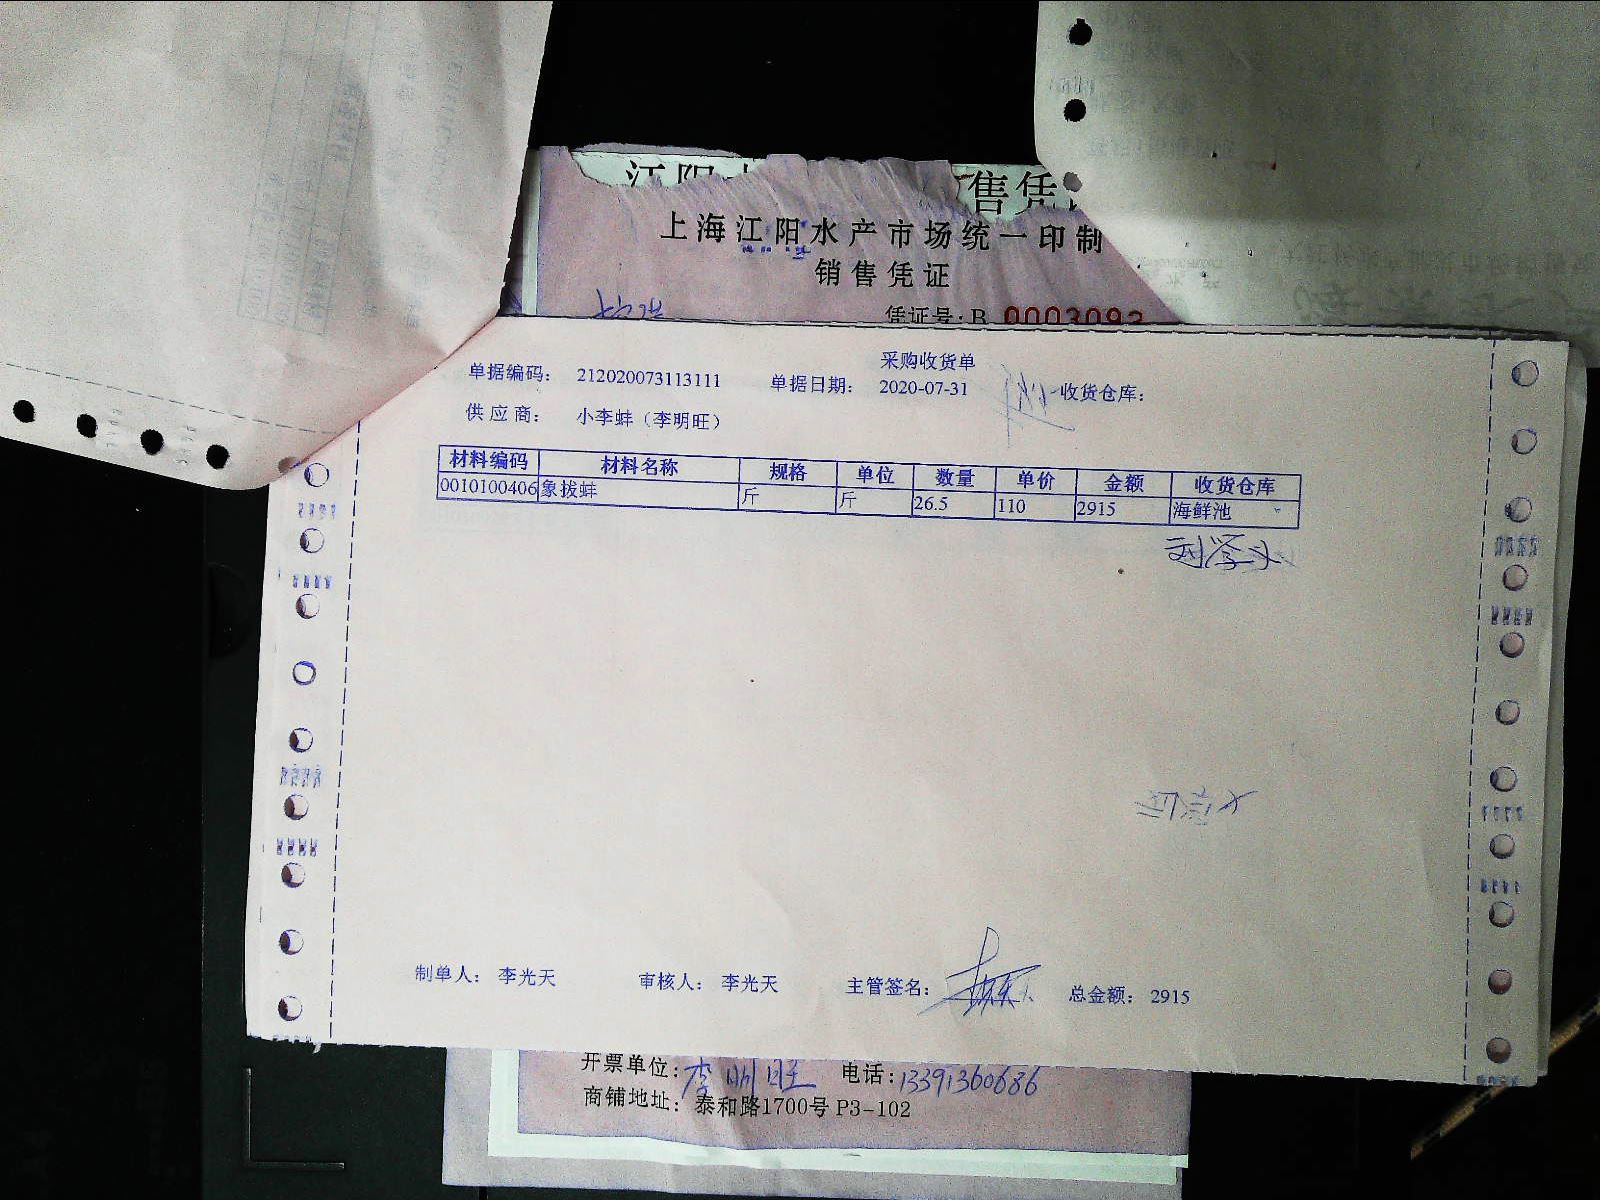 售凭
上海江阳水产市场统一印制
销售凭证
凭证号: B 0003093
采购收货单
单据编码: 212020073113111 单据日期: 2020-07-31 收货仓库:
供应商: 小李蚌（李明旺）
材料编码 材料名称 规格 单位 数量 单价 金额 收货仓库
0010100406 象拔蚌 斤 斤 26.5 110 2915 海鲜池
制单人: 李光天 审核人: 李光天 主管签名: 总金额: 2915
开票单位: 李明旺 电话: 13391360686
商铺地址: 泰和路1700号 P3-102